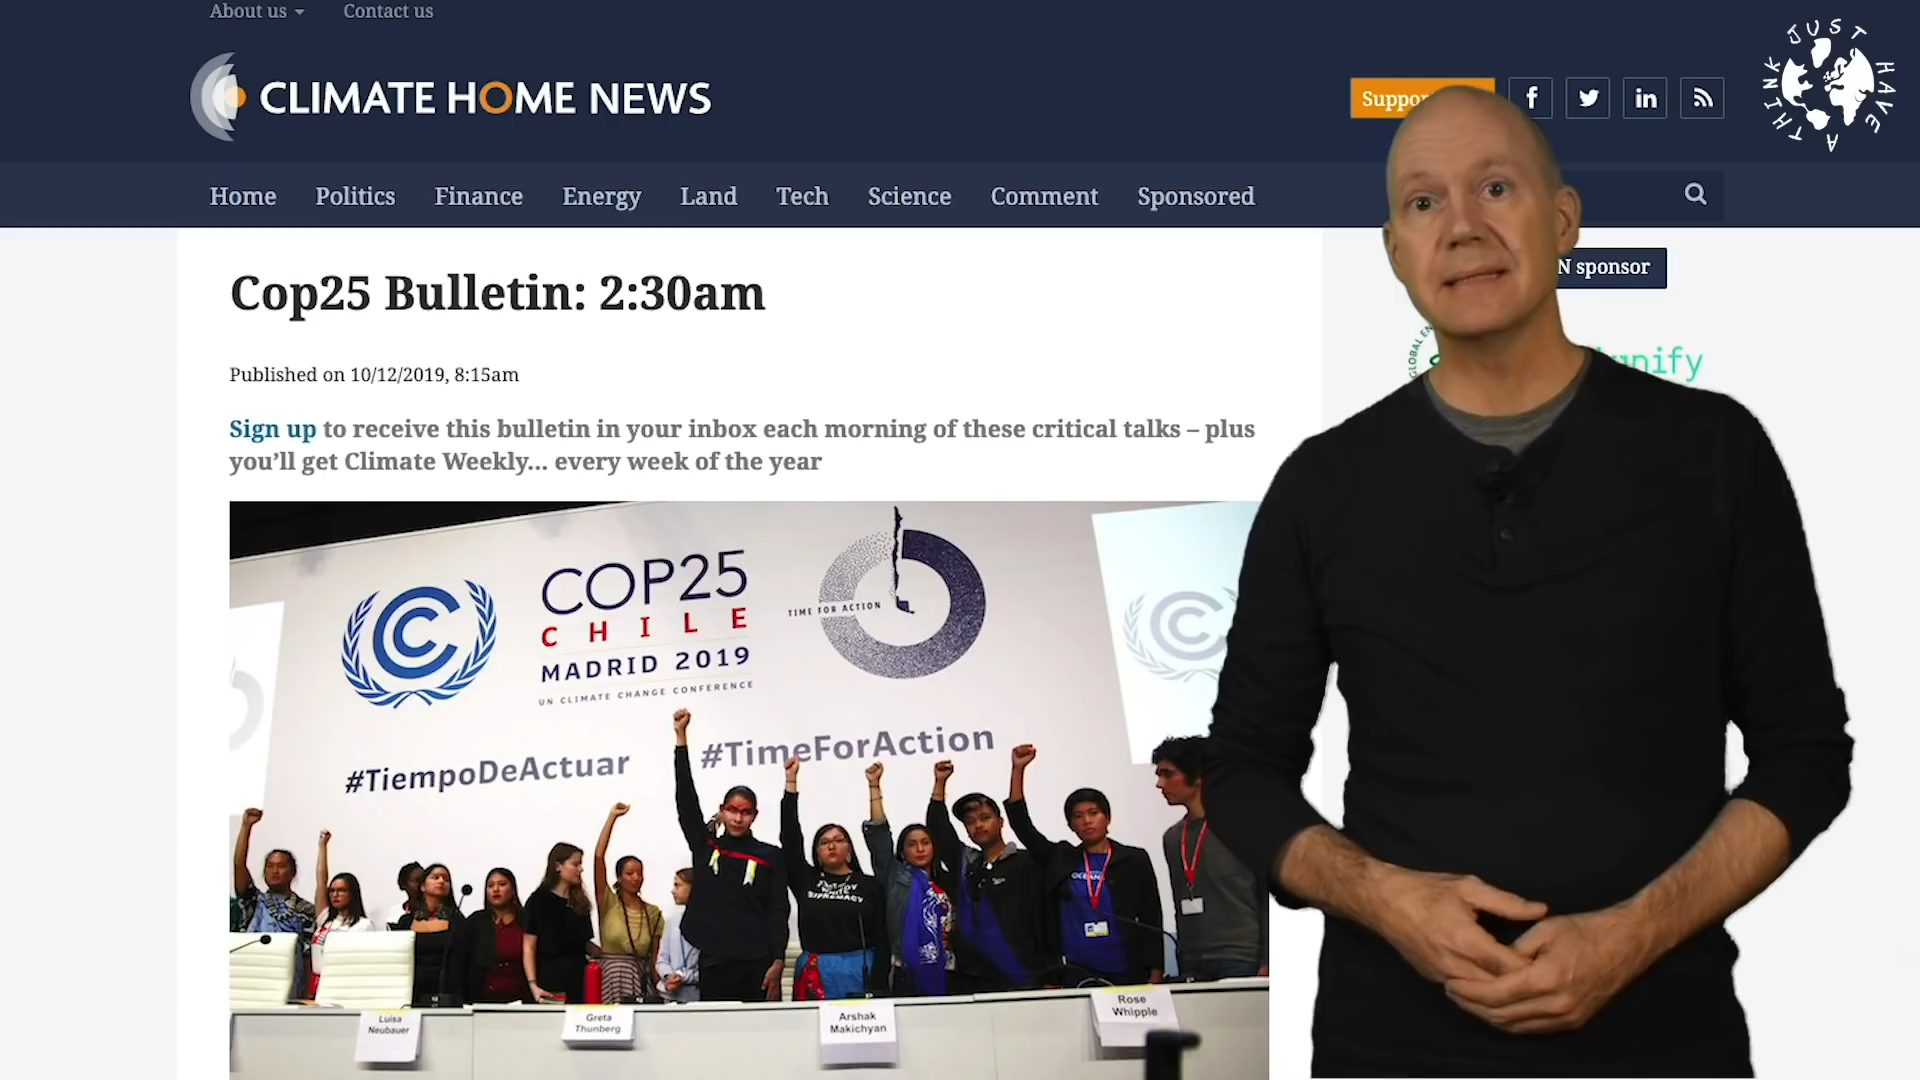 About us
Contact us
CLIMATE HOME NEWS
JUST HAVE A THINK
Home Politics Finance Energy Land Tech Science Comment Sponsored
N sponsor
Cop25 Bulletin: 2:30am
Published on 10/12/2019, 8:15am
Sign up to receive this bulletin in your inbox each morning of these critical talks – plus
you’ll get Climate Weekly... every week of the year
COP25
CHILE
MADRID 2019
UN CLIMATE CHANGE CONFERENCE
TIME FOR ACTION
#TiempoDeActuar
#TimeForAction
Luisa
Neubauer
Greta
Thunberg
Arshak
Makichyan
Rose
Whipple